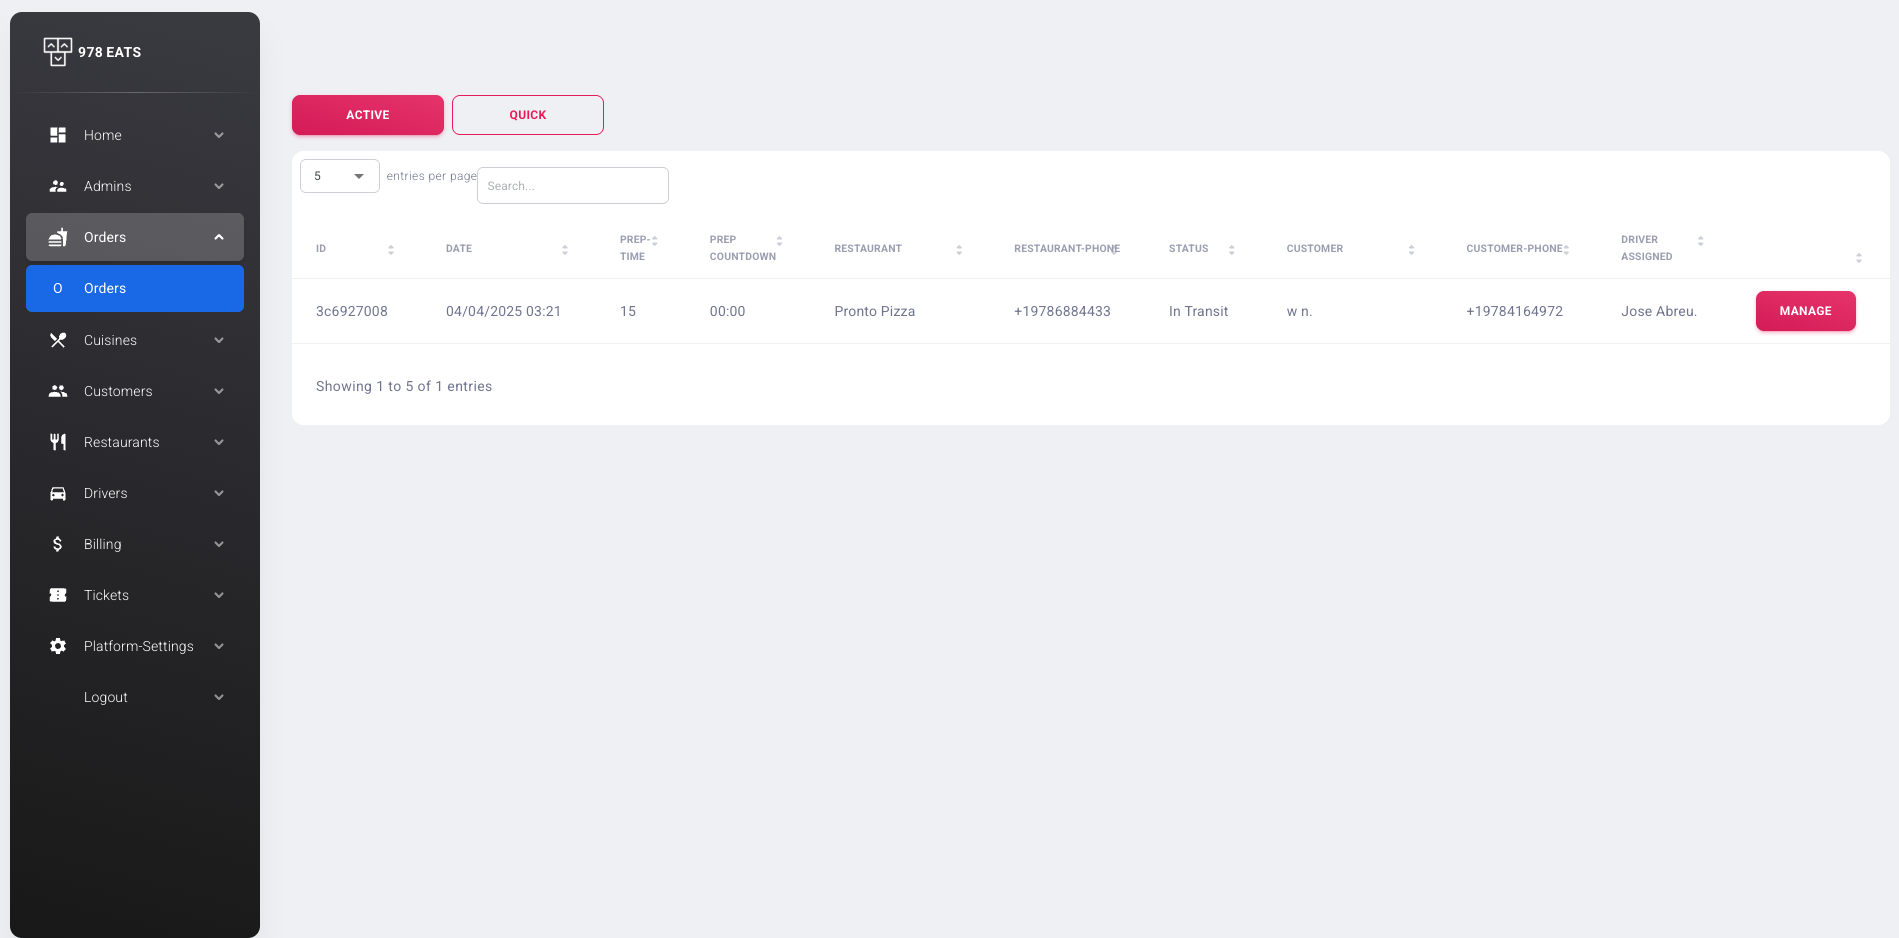 978 EATS
Home
Admins
Orders
O Orders
Cuisines
Customers
Restaurants
Drivers
Billing
Tickets
Platform-Settings
Logout
ACTIVE QUICK
5 entries per page Search...
ID DATE PREP-TIME PREP COUNTDOWN RESTAURANT RESTAURANT-PHONE STATUS CUSTOMER CUSTOMER-PHONE DRIVER ASSIGNED
3c6927008 04/04/2025 03:21 15 00:00 Pronto Pizza +19786884433 In Transit w n. +19784164972 Jose Abreu. MANAGE
Showing 1 to 5 of 1 entries